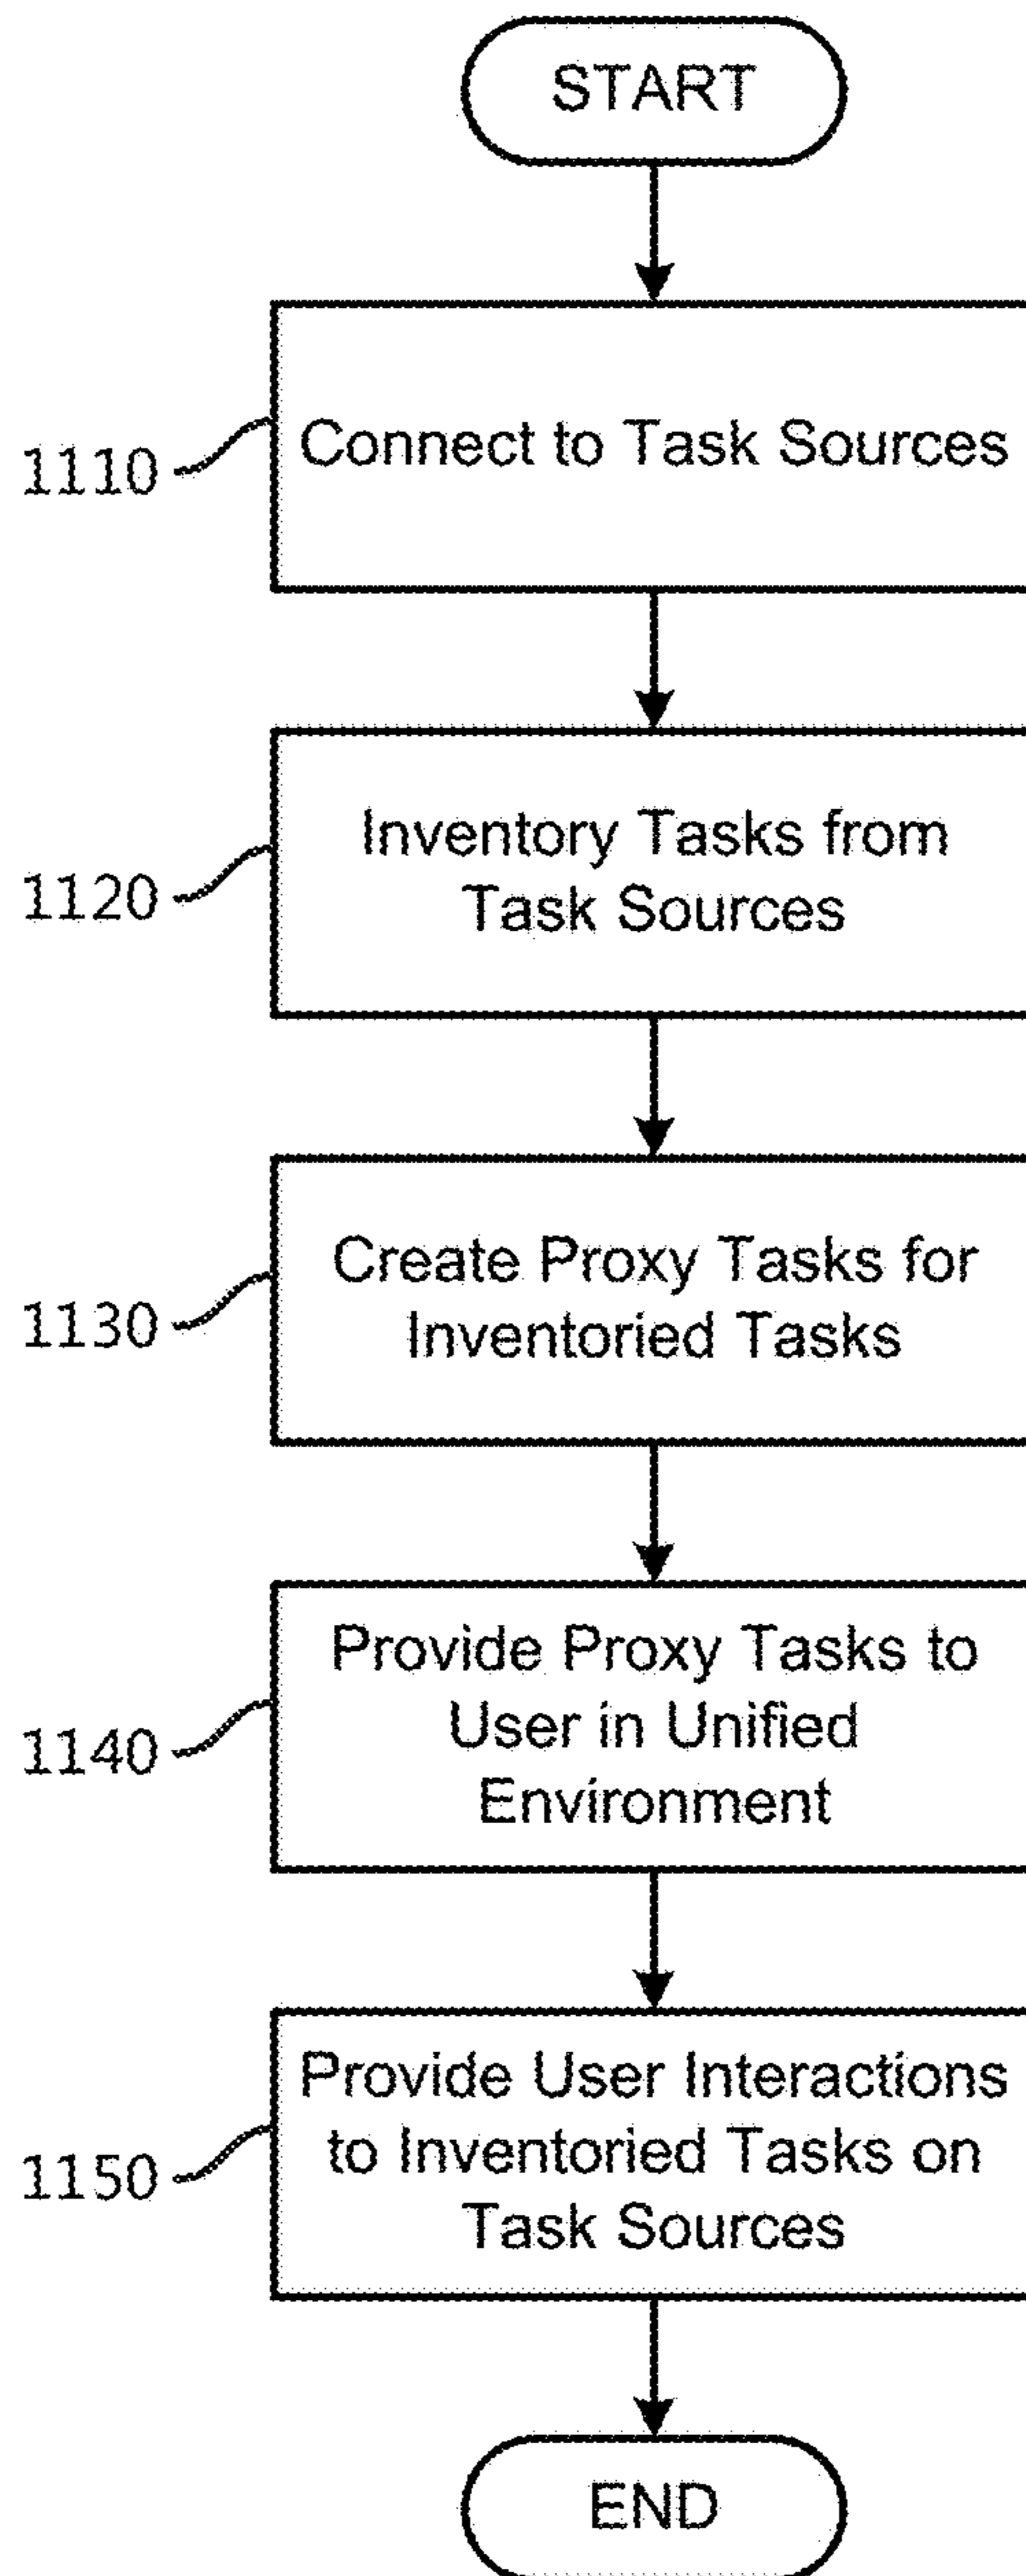 START
1110
Connect to Task Sources
1120
Inventory Tasks from
Task Sources
1130
Create Proxy Tasks for
Inventoried Tasks
1140
Provide Proxy Tasks to
User in Unified
Environment
1150
Provide User Interactions
to Inventoried Tasks on
Task Sources
END